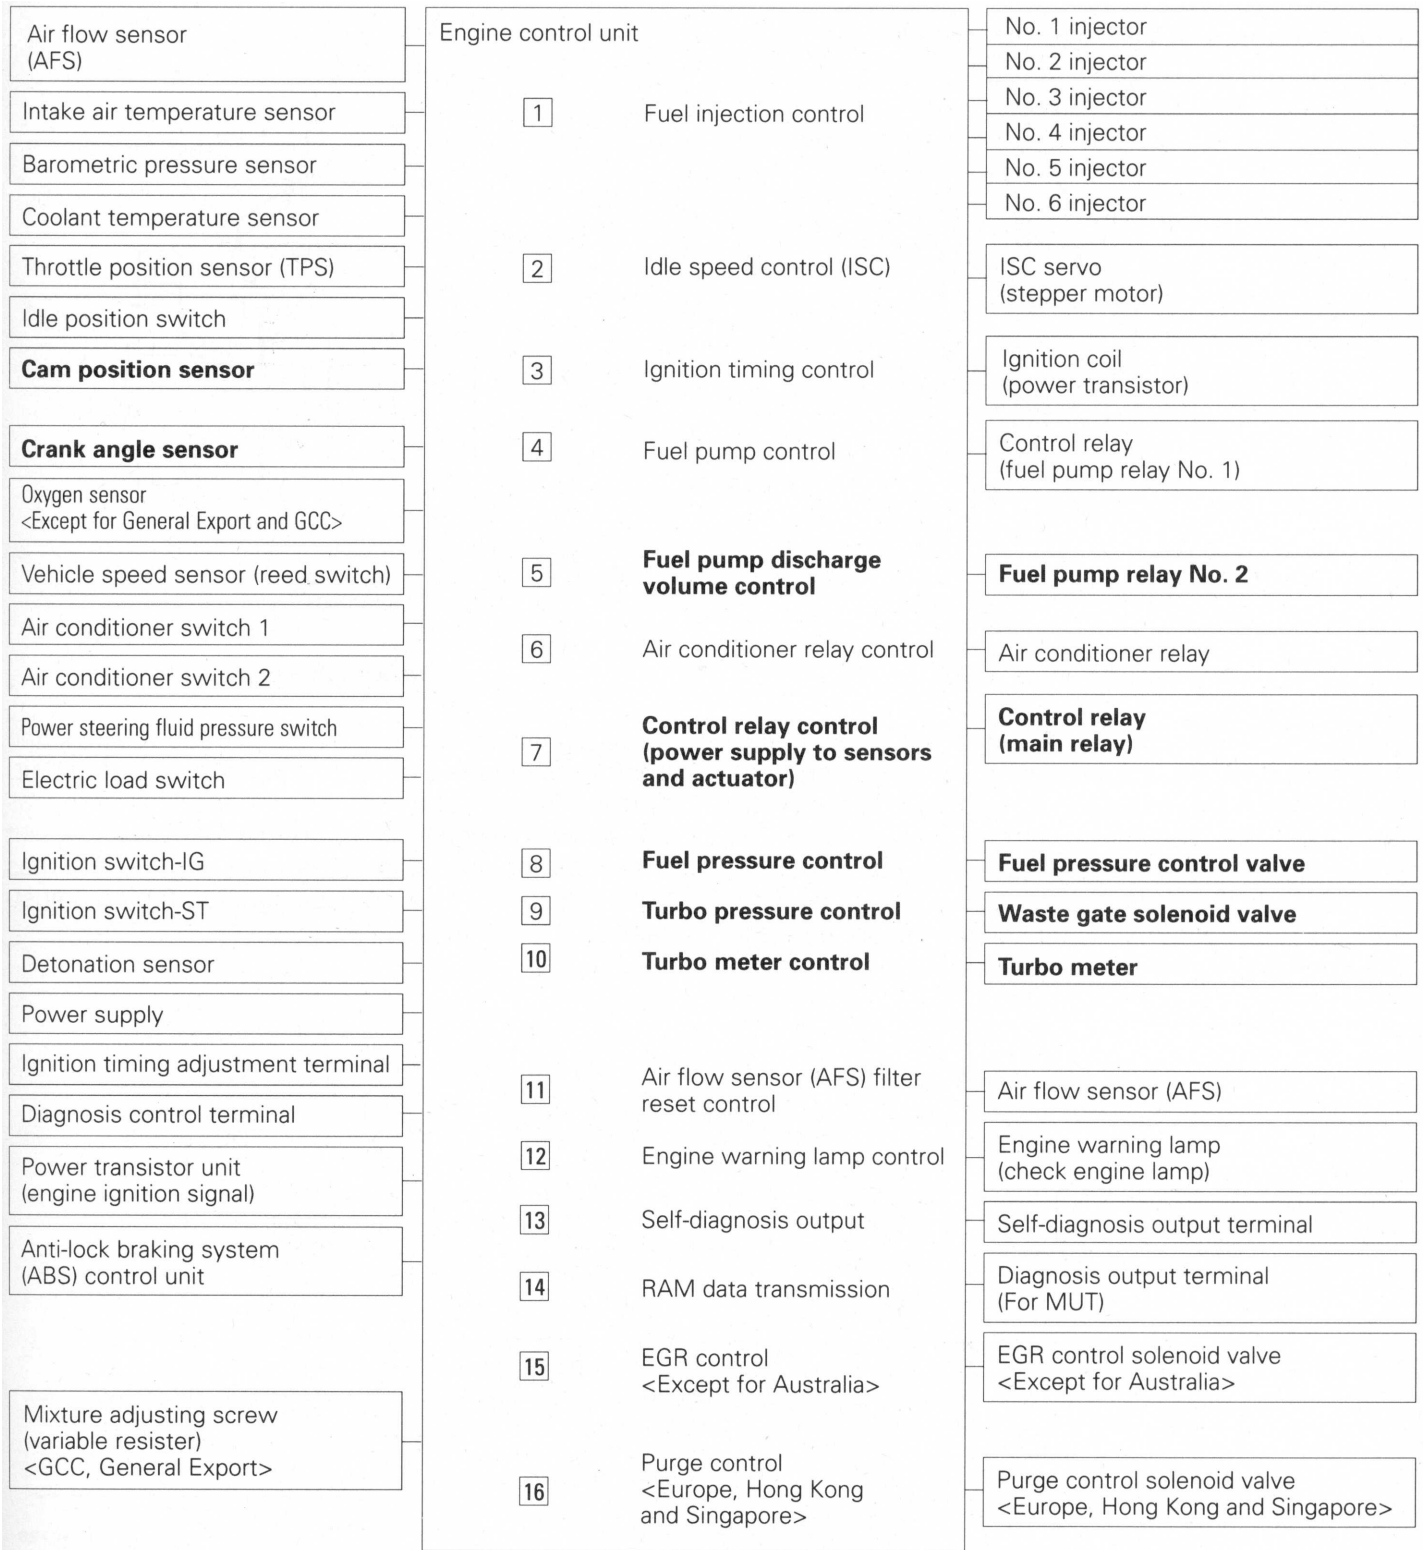 Air flow sensor
(AFS)
Intake air temperature sensor
Barometric pressure sensor
Coolant temperature sensor
Throttle position sensor (TPS)
Idle position switch
Cam position sensor
Crank angle sensor
Oxygen sensor
<Except for General Export and GCC>
Vehicle speed sensor (reed switch)
Air conditioner switch 1
Air conditioner switch 2
Power steering fluid pressure switch
Electric load switch
Ignition switch-IG
Ignition switch-ST
Detonation sensor
Power supply
Ignition timing adjustment terminal
Diagnosis control terminal
Power transistor unit
(engine ignition signal)
Anti-lock braking system
(ABS) control unit
Mixture adjusting screw
(variable resister)
<GCC, General Export>
Engine control unit
1 Fuel injection control
2 Idle speed control (ISC)
3 Ignition timing control
4 Fuel pump control
5 Fuel pump discharge
volume control
6 Air conditioner relay control
7 Control relay control
(power supply to sensors
and actuator)
8 Fuel pressure control
9 Turbo pressure control
10 Turbo meter control
11 Air flow sensor (AFS) filter
reset control
12 Engine warning lamp control
13 Self-diagnosis output
14 RAM data transmission
15 EGR control
<Except for Australia>
16 Purge control
<Europe, Hong Kong
and Singapore>
No. 1 injector
No. 2 injector
No. 3 injector
No. 4 injector
No. 5 injector
No. 6 injector
ISC servo
(stepper motor)
Ignition coil
(power transistor)
Control relay
(fuel pump relay No. 1)
Fuel pump relay No. 2
Air conditioner relay
Control relay
(main relay)
Fuel pressure control valve
Waste gate solenoid valve
Turbo meter
Air flow sensor (AFS)
Engine warning lamp
(check engine lamp)
Self-diagnosis output terminal
Diagnosis output terminal
(For MUT)
EGR control solenoid valve
<Except for Australia>
Purge control solenoid valve
<Europe, Hong Kong and Singapore>